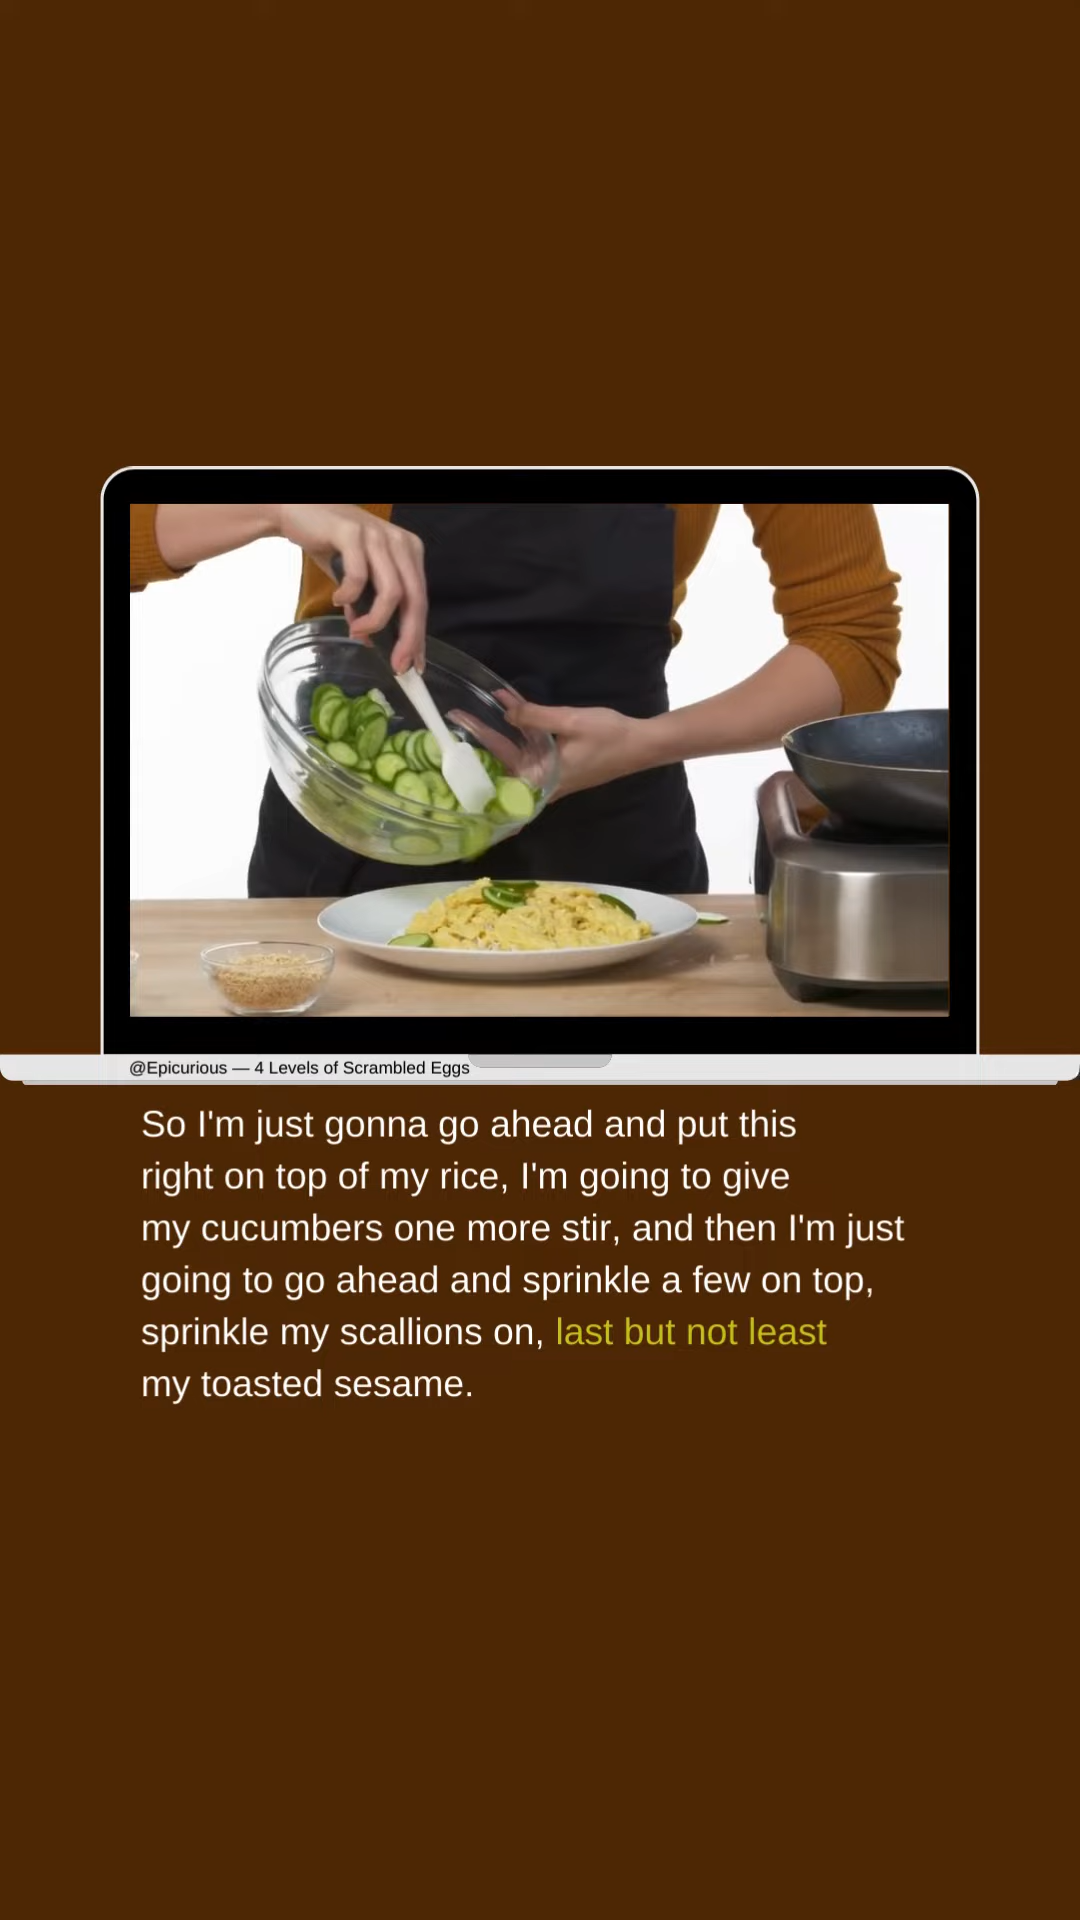 @Epicurious — 4 Levels of Scrambled Eggs
So I'm just gonna go ahead and put this
right on top of my rice, I'm going to give
my cucumbers one more stir, and then I'm just
going to go ahead and sprinkle a few on top,
sprinkle my scallions on, last but not least
my toasted sesame.